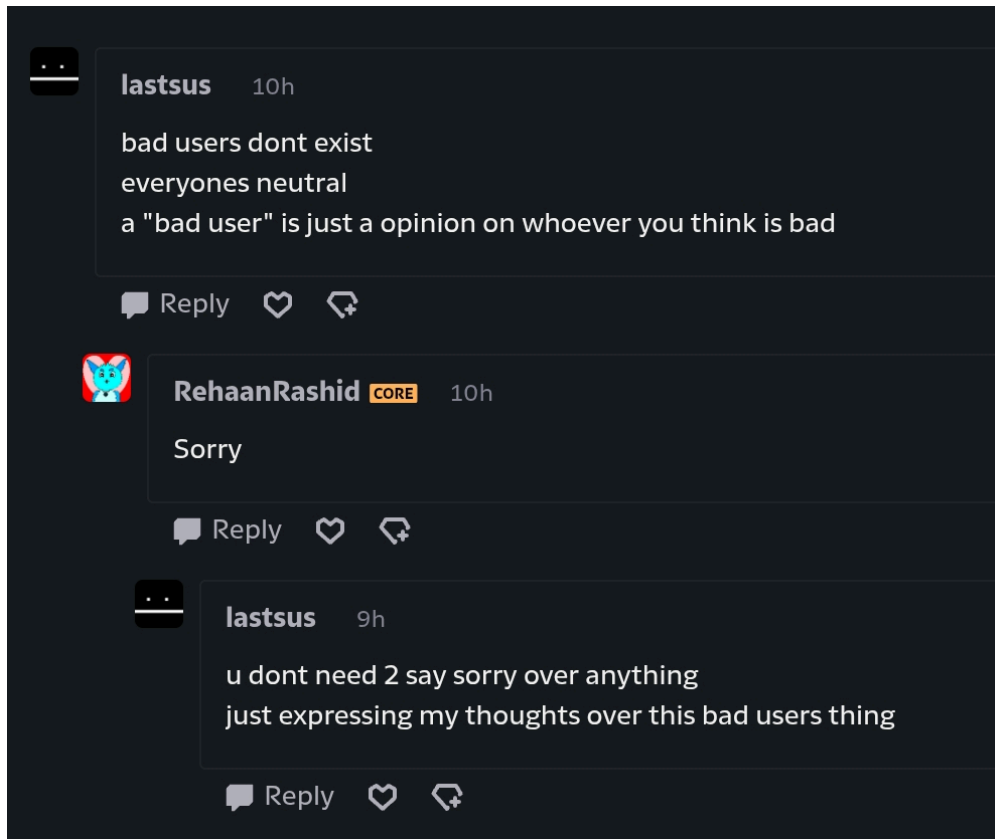 lastsus 10h
bad users dont exist
everyones neutral
a "bad user" is just a opinion on whoever you think is bad
Reply
RehaanRashid CORE 10h
Sorry
Reply
lastsus 9h
u dont need 2 say sorry over anything
just expressing my thoughts over this bad users thing
Reply